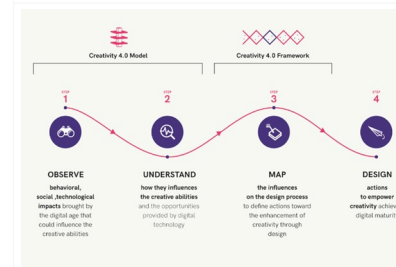 Creativity 4.0 Model
Creativity 4.0 Framework
STEP
1
STEP
2
STEP
3
STEP
4
OBSERVE
behavioral,
social ,technological
impacts brought by
the digital age that
could influence the
creative abilities
UNDERSTAND
how they influences
the creative abilities
and the opportunities
provided by digital
technology
MAP
the influences
on the design process
to define actions toward
the enhancement of
creativity through
design
DESIGN
actions
to empower
creativity achiev
digital maturit